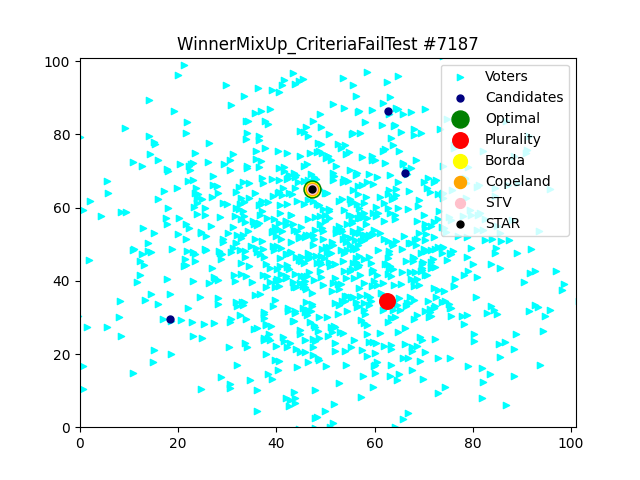 WinnerMixUp_CriteriaFailTest #7187
100
80
60
40
20
0
0
20
40
60
80
100
Voters
Candidates
Optimal
Plurality
Borda
Copeland
STV
STAR